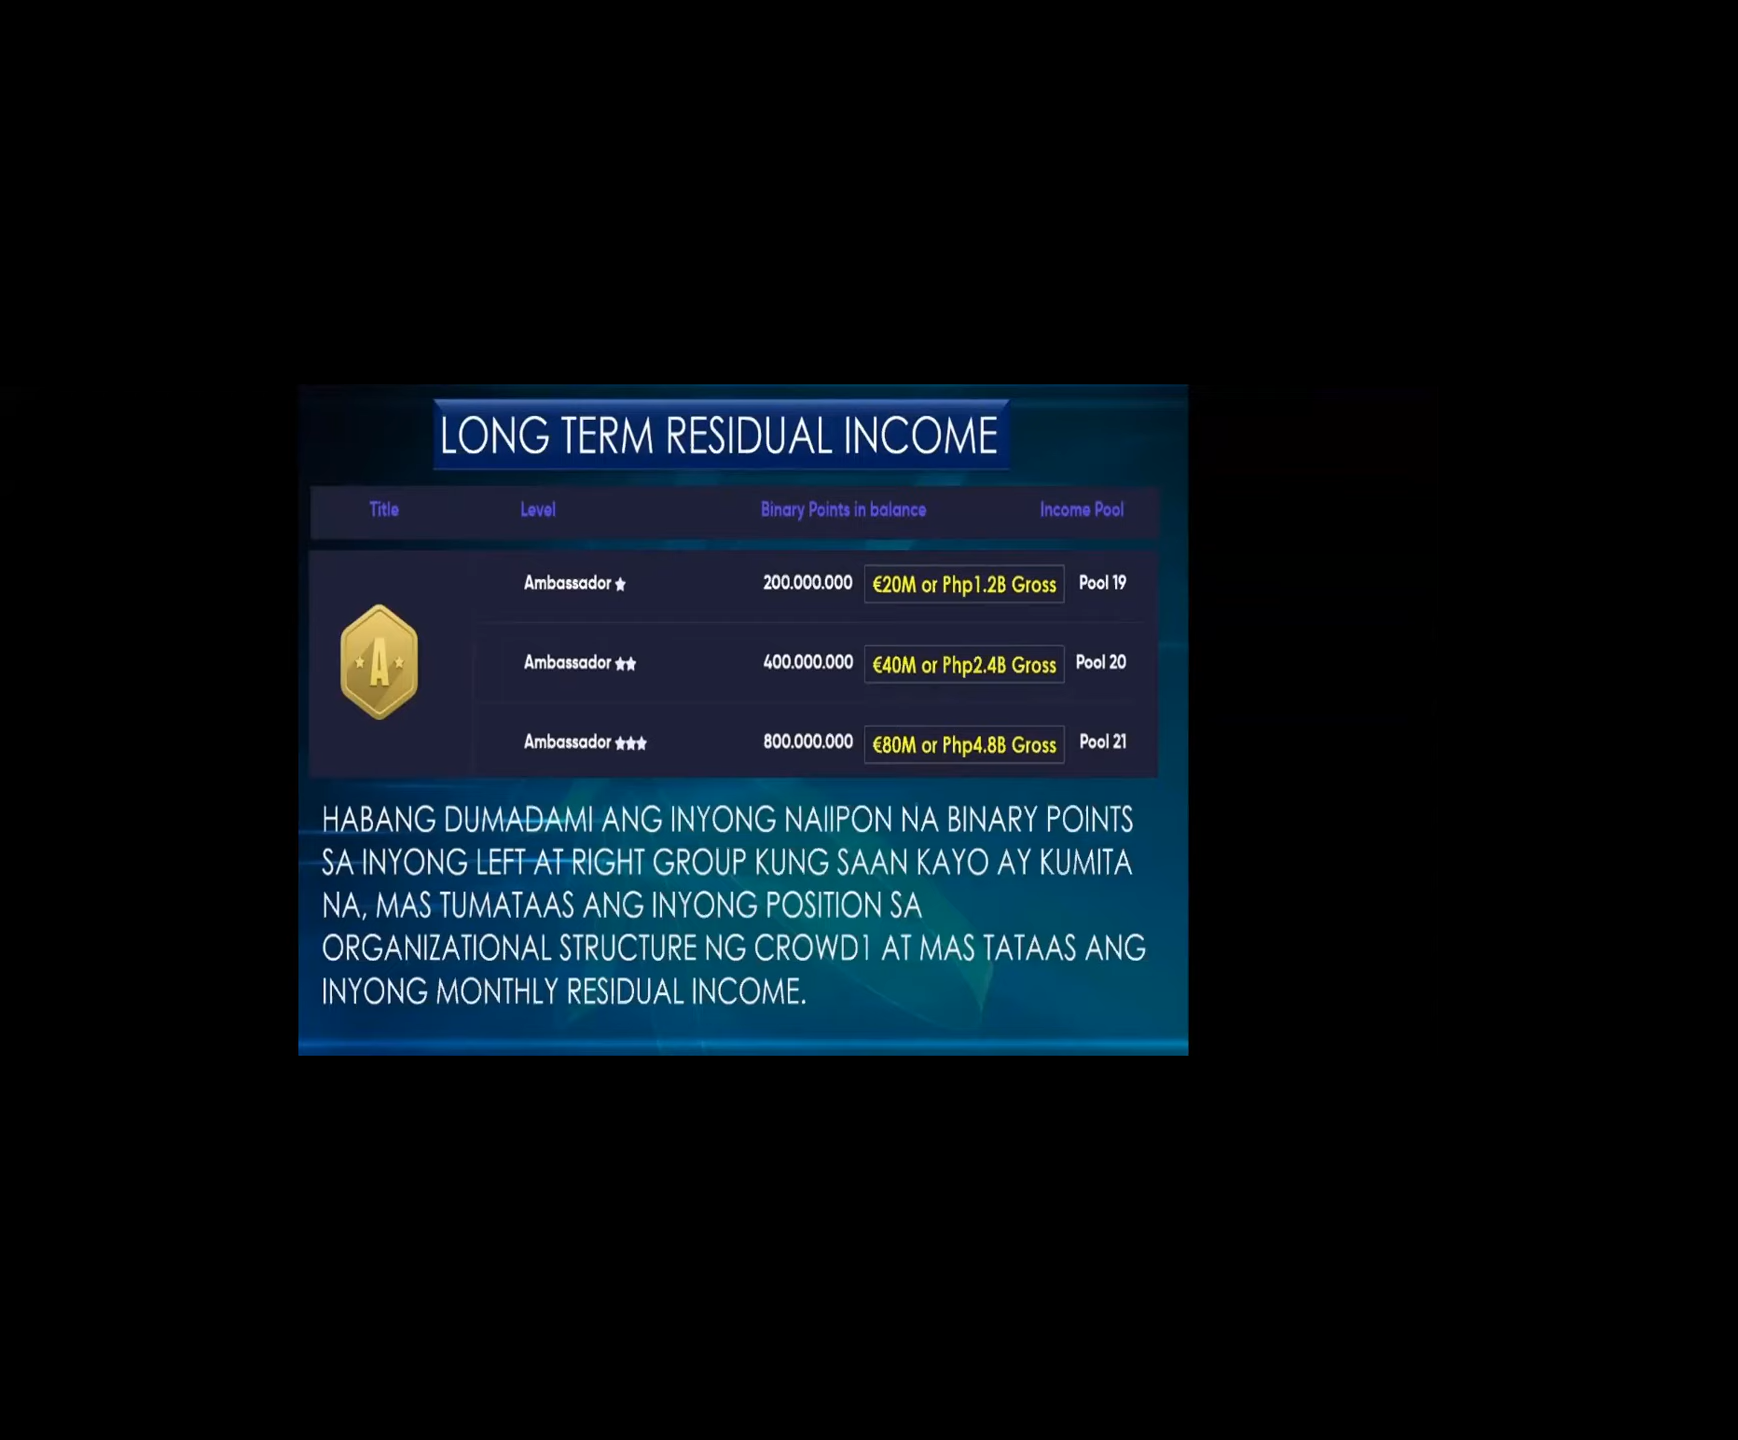 LONG TERM RESIDUAL INCOME
Title Level Binary Points in balance Income Pool
Ambassador ★ 200.000.000 €20M or Php1.2B Gross Pool 19
A
Ambassador ★★ 400.000.000 €40M or Php2.4B Gross Pool 20
Ambassador ★★★ 800.000.000 €80M or Php4.8B Gross Pool 21
HABANG DUMADAMI ANG INYONG NAIIPON NA BINARY POINTS
SA INYONG LEFT AT RIGHT GROUP KUNG SAAN KAYO AY KUMITA
NA, MAS TUMATAAS ANG INYONG POSITION SA
ORGANIZATIONAL STRUCTURE NG CROWD1 AT MAS TATAAS ANG
INYONG MONTHLY RESIDUAL INCOME.